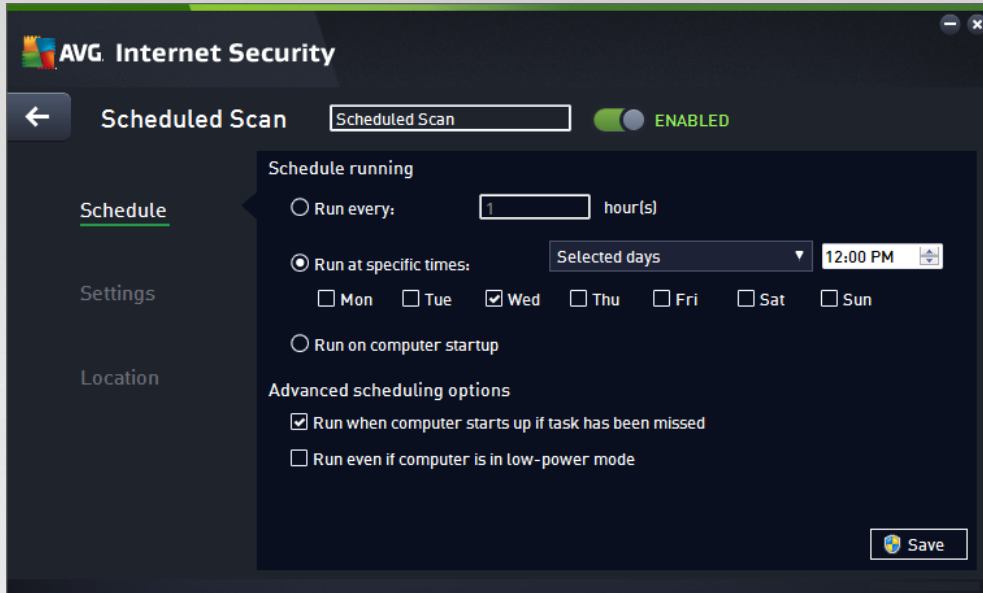 AVG. Internet Security
Scheduled Scan Scheduled Scan ENABLED
Schedule running
Schedule
Run every: 1 hour(s)
Run at specific times: Selected days 12:00 PM
Settings
Mon Tue Wed Thu Fri Sat Sun
Run on computer startup
Location
Advanced scheduling options
Run when computer starts up if task has been missed
Run even if computer is in low-power mode
Save